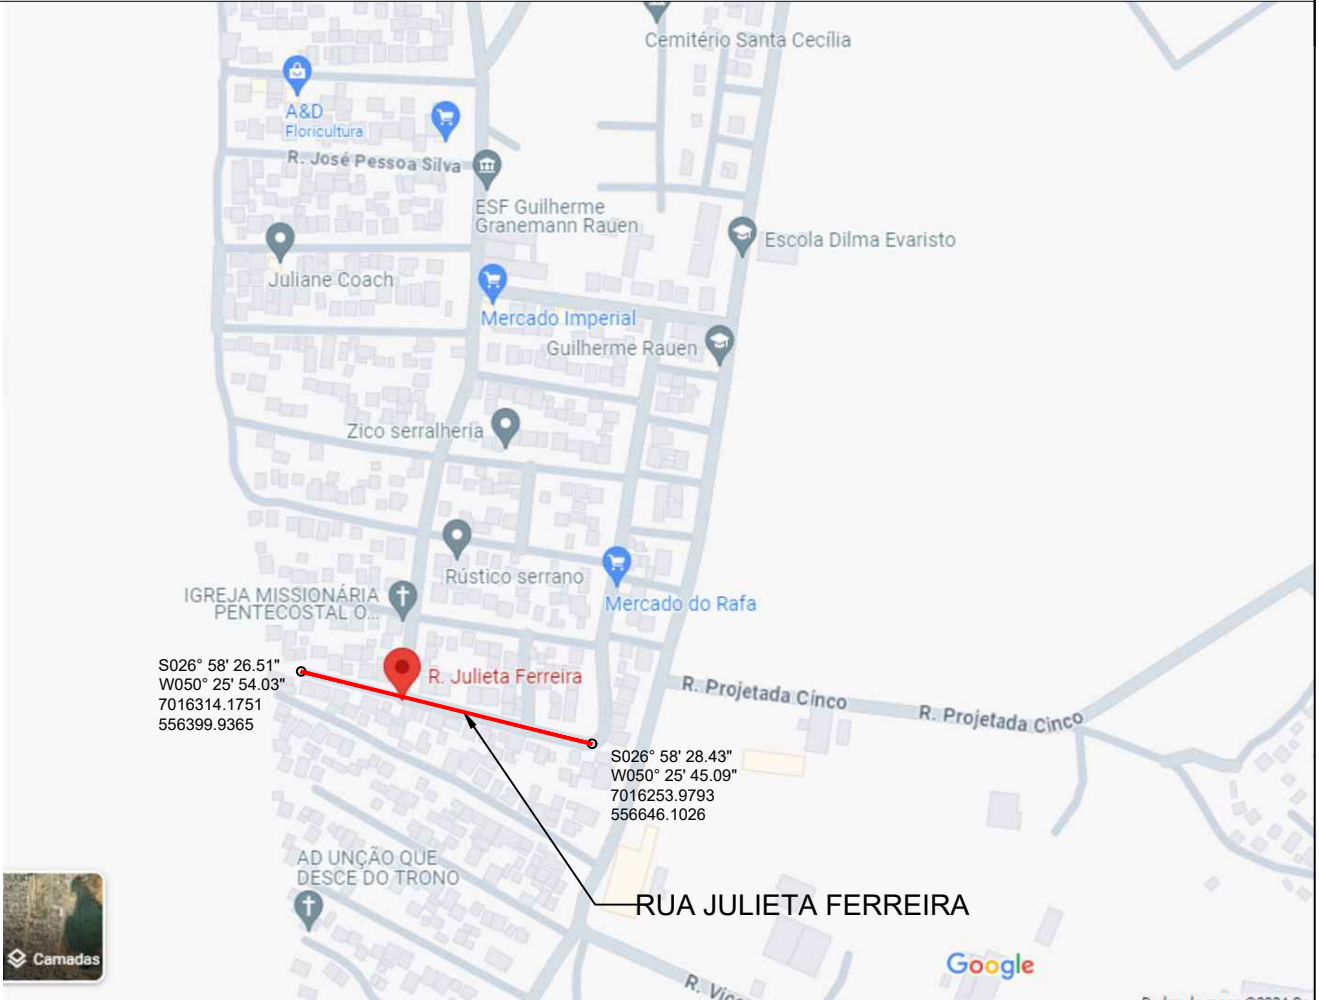 Cemitério Santa Cecília
A&D
Floricultura
R. José Pessoa Silva
ESF Guilherme
Granemann Rauen
Escola Dilma Evaristo
Juliane Coach
Mercado Imperial
Guilherme Rauen
Zico serralheria
Rústico serrano
IGREJA MISSIONÁRIA
PENTECOSTAL O...
Mercado do Rafa
S026° 58' 26.51"
W050° 25' 54.03"
7016314.1751
556399.9365
R. Julieta Ferreira
R. Projetada Cinco
R. Projetada Cinco
S026° 58' 28.43"
W050° 25' 45.09"
7016253.9793
556646.1026
AD UNÇÃO QUE
DESCE DO TRONO
RUA JULIETA FERREIRA
Camadas
Google
R.